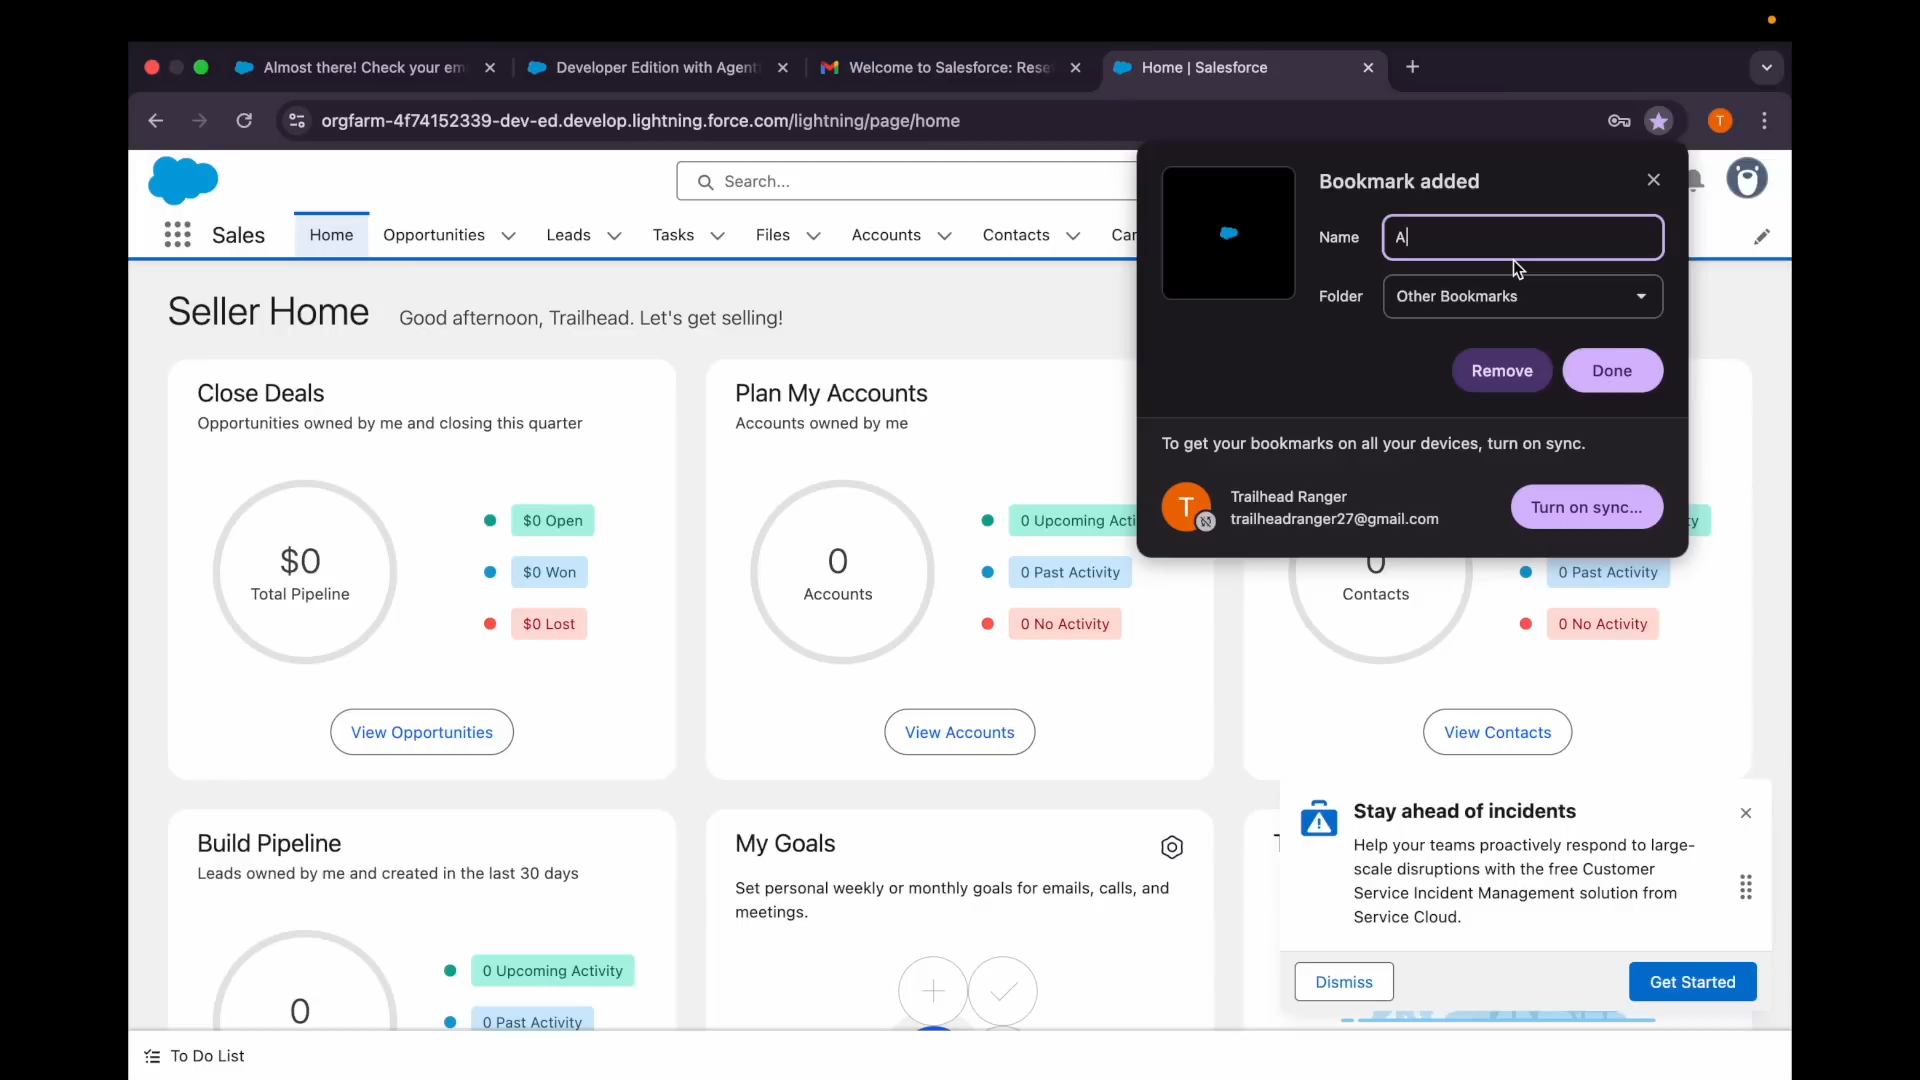 Almost there! Check your em
Developer Edition with Agent
Welcome to Salesforce: Rese
Home | Salesforce
orgfarm-4f74152339-dev-ed.develop.lightning.force.com/lightning/page/home
T
Search...
Sales
Home
Opportunities
Leads
Tasks
Files
Accounts
Contacts
Car
Bookmark added
Name
A
Folder
Other Bookmarks
Remove
Done
To get your bookmarks on all your devices, turn on sync.
T
Trailhead Ranger
trailheadranger27@gmail.com
Turn on sync...
Seller Home
Good afternoon, Trailhead. Let's get selling!
Close Deals
Opportunities owned by me and closing this quarter
$0
Total Pipeline
$0 Open
$0 Won
$0 Lost
View Opportunities
Plan My Accounts
Accounts owned by me
0
Accounts
0 Upcoming Acti
0 Past Activity
0 No Activity
View Accounts
0
Contacts
ty
0 Past Activity
0 No Activity
View Contacts
Build Pipeline
Leads owned by me and created in the last 30 days
0
0 Upcoming Activity
0 Past Activity
My Goals
Set personal weekly or monthly goals for emails, calls, and
meetings.
Stay ahead of incidents
Help your teams proactively respond to large-
scale disruptions with the free Customer
Service Incident Management solution from
Service Cloud.
Dismiss
Get Started
To Do List